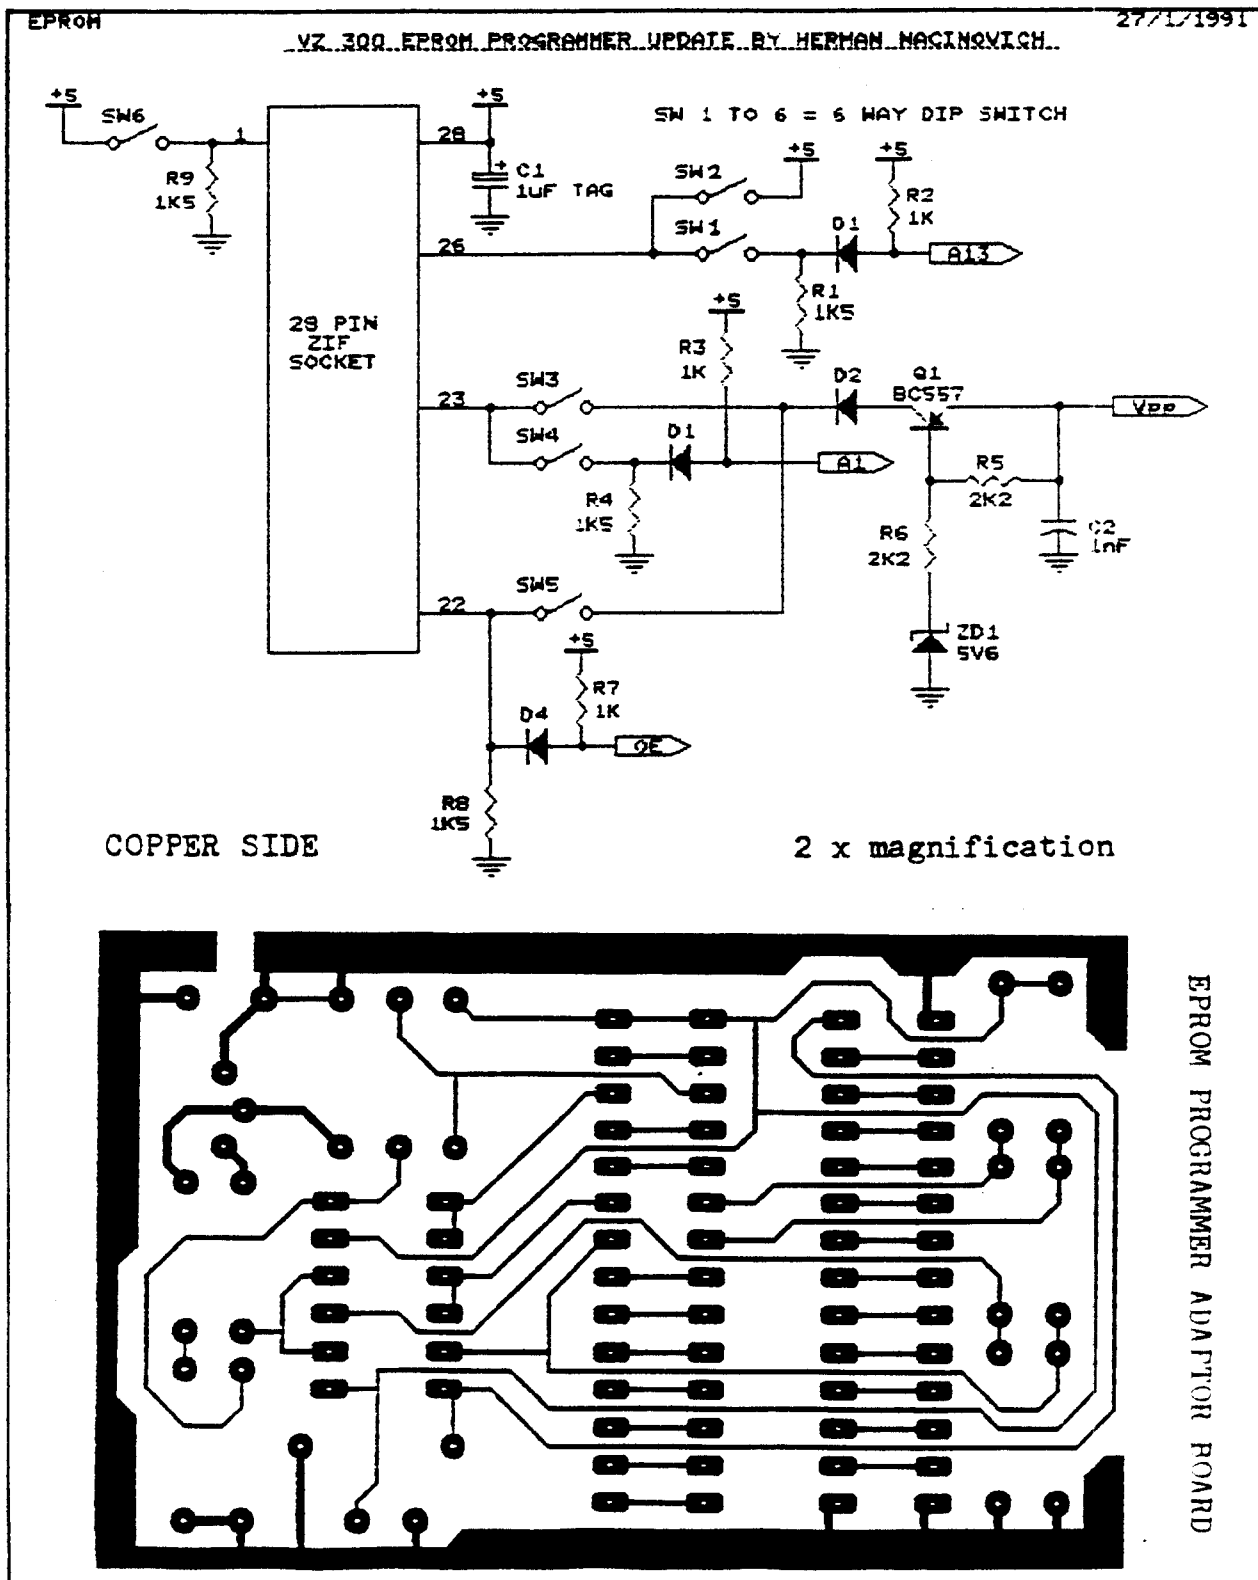 EPROM
27/1/1991
VZ 300 EPROM PROGRAMMER UPDATE BY HERMAN NACINOVICH
+5
SW6
1
R9
1K5
28 PIN
ZIF
SOCKET
28
+5
+
C1
1uF TAG
26
SW 1 TO 6 = 6 WAY DIP SWITCH
SW2
+5
SW1
D1
+5
R2
1K
A13
R1
1K5
+5
R3
1K
23
SW3
SW4
D1
A1
R4
1K5
D2
Q1
BC557
Vpp
R5
2K2
R6
2K2
C2
1nF
ZD1
5V6
22
SW5
+5
R7
1K
D4
OE
R8
1K5
COPPER SIDE
2 x magnification
EPROM PROGRAMMER ADAPTOR BOARD